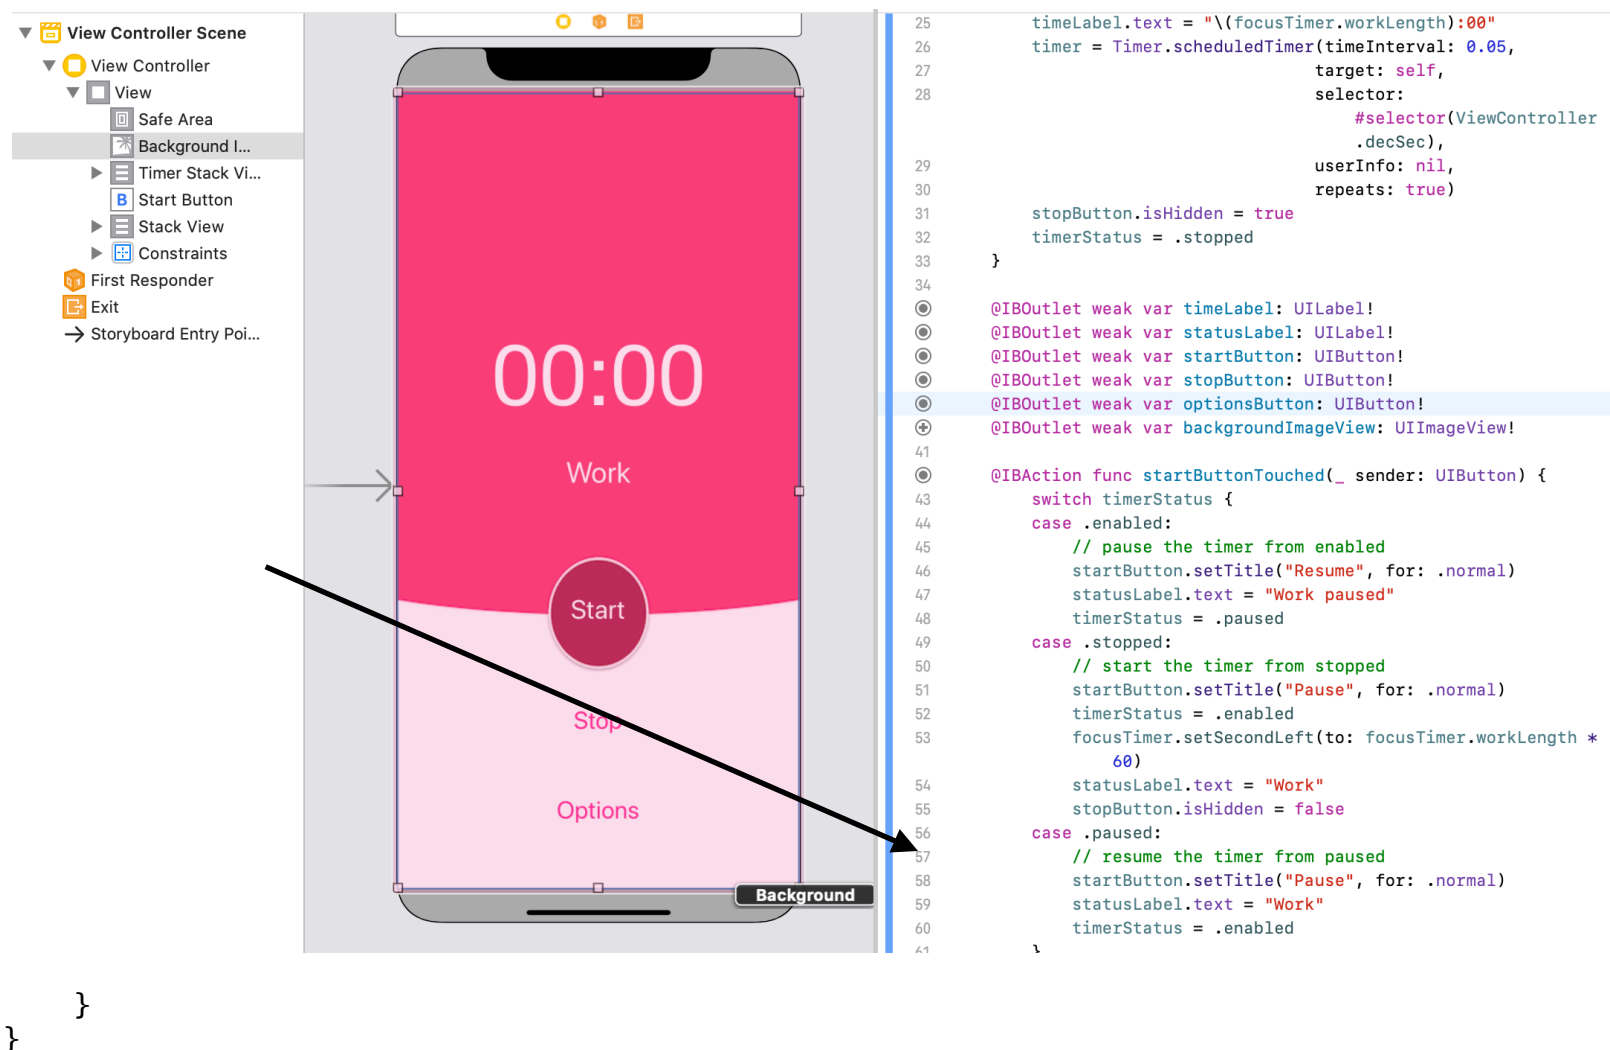 View Controller Scene
View Controller
View
Safe Area
Background I...
Timer Stack Vi...
B Start Button
Stack View
Constraints
First Responder
Exit
Storyboard Entry Poi...
00:00
Work
Start
Stop
Options
Background
25 timeLabel.text = "\(focusTimer.workLength):00"
26 timer = Timer.scheduledTimer(timeInterval: 0.05,
27 target: self,
28 selector:
#selector(ViewController
.decSec),
29 userInfo: nil,
30 repeats: true)
31 stopButton.isHidden = true
32 timerStatus = .stopped
33 }
34
@IBOutlet weak var timeLabel: UILabel!
@IBOutlet weak var statusLabel: UILabel!
@IBOutlet weak var startButton: UIButton!
@IBOutlet weak var stopButton: UIButton!
@IBOutlet weak var optionsButton: UIButton!
@IBOutlet weak var backgroundImageView: UIImageView!
41
@IBAction func startButtonTouched(_ sender: UIButton) {
43 switch timerStatus {
44 case .enabled:
45 // pause the timer from enabled
46 startButton.setTitle("Resume", for: .normal)
47 statusLabel.text = "Work paused"
48 timerStatus = .paused
49 case .stopped:
50 // start the timer from stopped
51 startButton.setTitle("Pause", for: .normal)
52 timerStatus = .enabled
53 focusTimer.setSecondLeft(to: focusTimer.workLength *
60)
54 statusLabel.text = "Work"
55 stopButton.isHidden = false
56 case .paused:
57 // resume the timer from paused
58 startButton.setTitle("Pause", for: .normal)
59 statusLabel.text = "Work"
60 timerStatus = .enabled
61 }
}
}